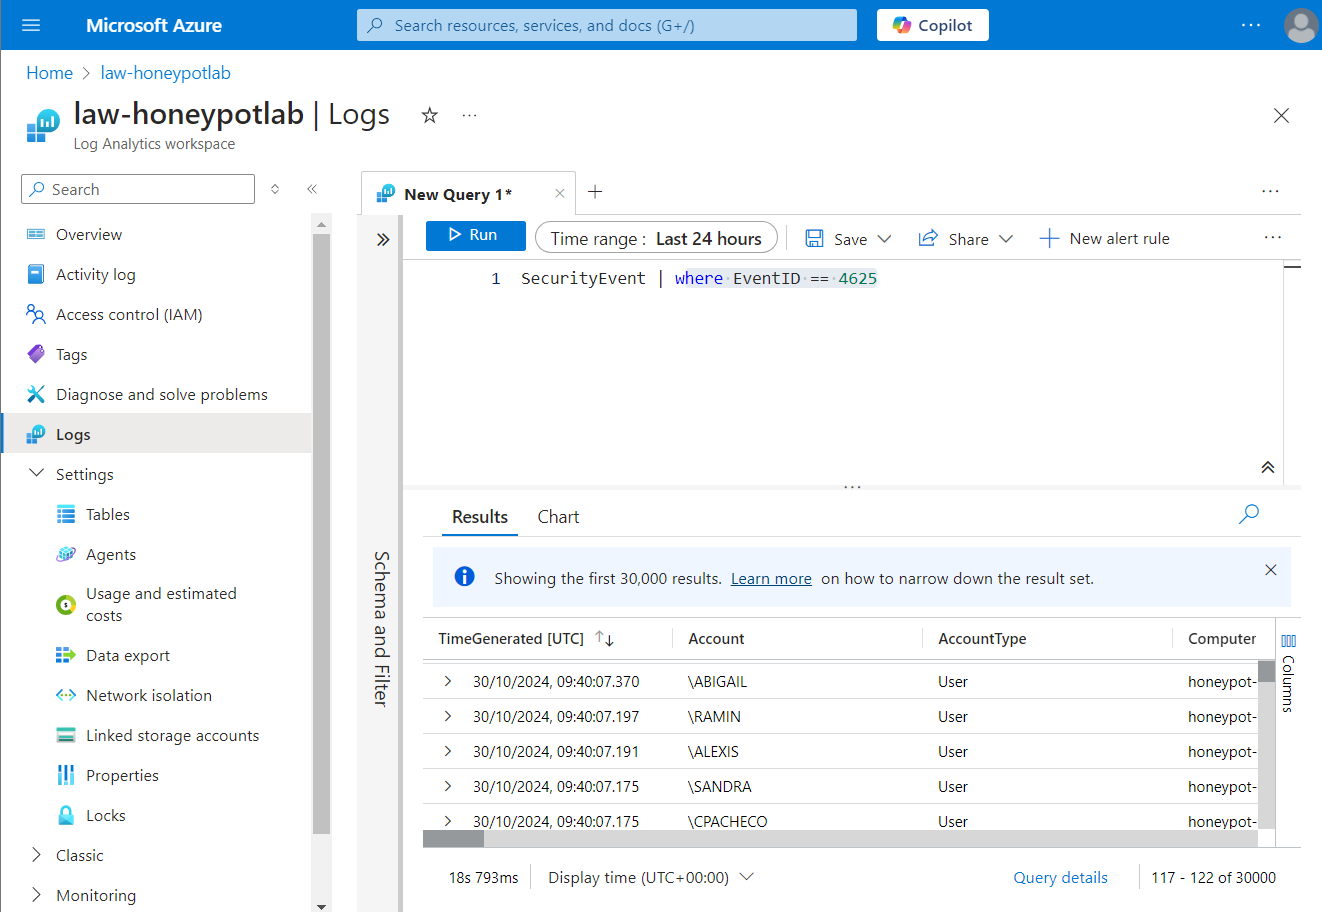 Microsoft Azure
Search resources, services, and docs (G+/)
Copilot
Home > law-honeypotlab
law-honeypotlab | Logs
Log Analytics workspace
Search
Overview
Activity log
Access control (IAM)
Tags
Diagnose and solve problems
Logs
Settings
Tables
Agents
Usage and estimated
costs
Data export
Network isolation
Linked storage accounts
Properties
Locks
Classic
Monitoring
New Query 1*
Run
Time range : Last 24 hours
Save
Share
New alert rule
1 SecurityEvent | where EventID == 4625
Schema and Filter
Results
Chart
Showing the first 30,000 results. Learn more on how to narrow down the result set.
TimeGenerated [UTC] Account AccountType Computer
30/10/2024, 09:40:07.370 \ABIGAIL User honeypot-
30/10/2024, 09:40:07.197 \RAMIN User honeypot-
30/10/2024, 09:40:07.191 \ALEXIS User honeypot-
30/10/2024, 09:40:07.175 \SANDRA User honeypot-
30/10/2024, 09:40:07.175 \CPACHECO User honeypot-
Columns
18s 793ms
Display time (UTC+00:00)
Query details
117 - 122 of 30000